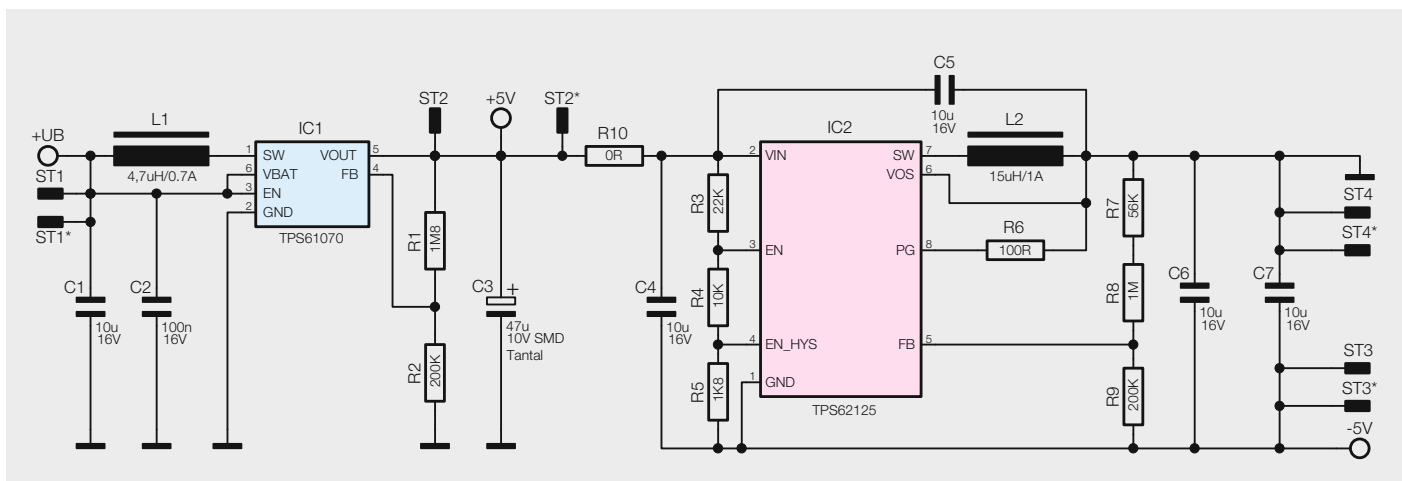 +UB
ST1
ST1*
L1
4,7uH/0.7A
IC1
1 SW
6 VBAT
3 EN
2 GND
VOUT 5
FB 4
TPS61070
C1
10u
16V
C2
100n
16V
R1
1M8
R2
200K
ST2
+5V
C3
+
47u
10V SMD
Tantal
ST2*
R10
0R
C4
10u
16V
R3
22K
R4
10K
R5
1K8
C5
10u
16V
IC2
2 VIN
3 EN
4 EN_HYS
1 GND
SW 7
VOS 6
PG 8
FB 5
TPS62125
L2
15uH/1A
R6
100R
R7
56K
R8
1M
R9
200K
C6
10u
16V
C7
10u
16V
ST4
ST4*
ST3
ST3*
-5V